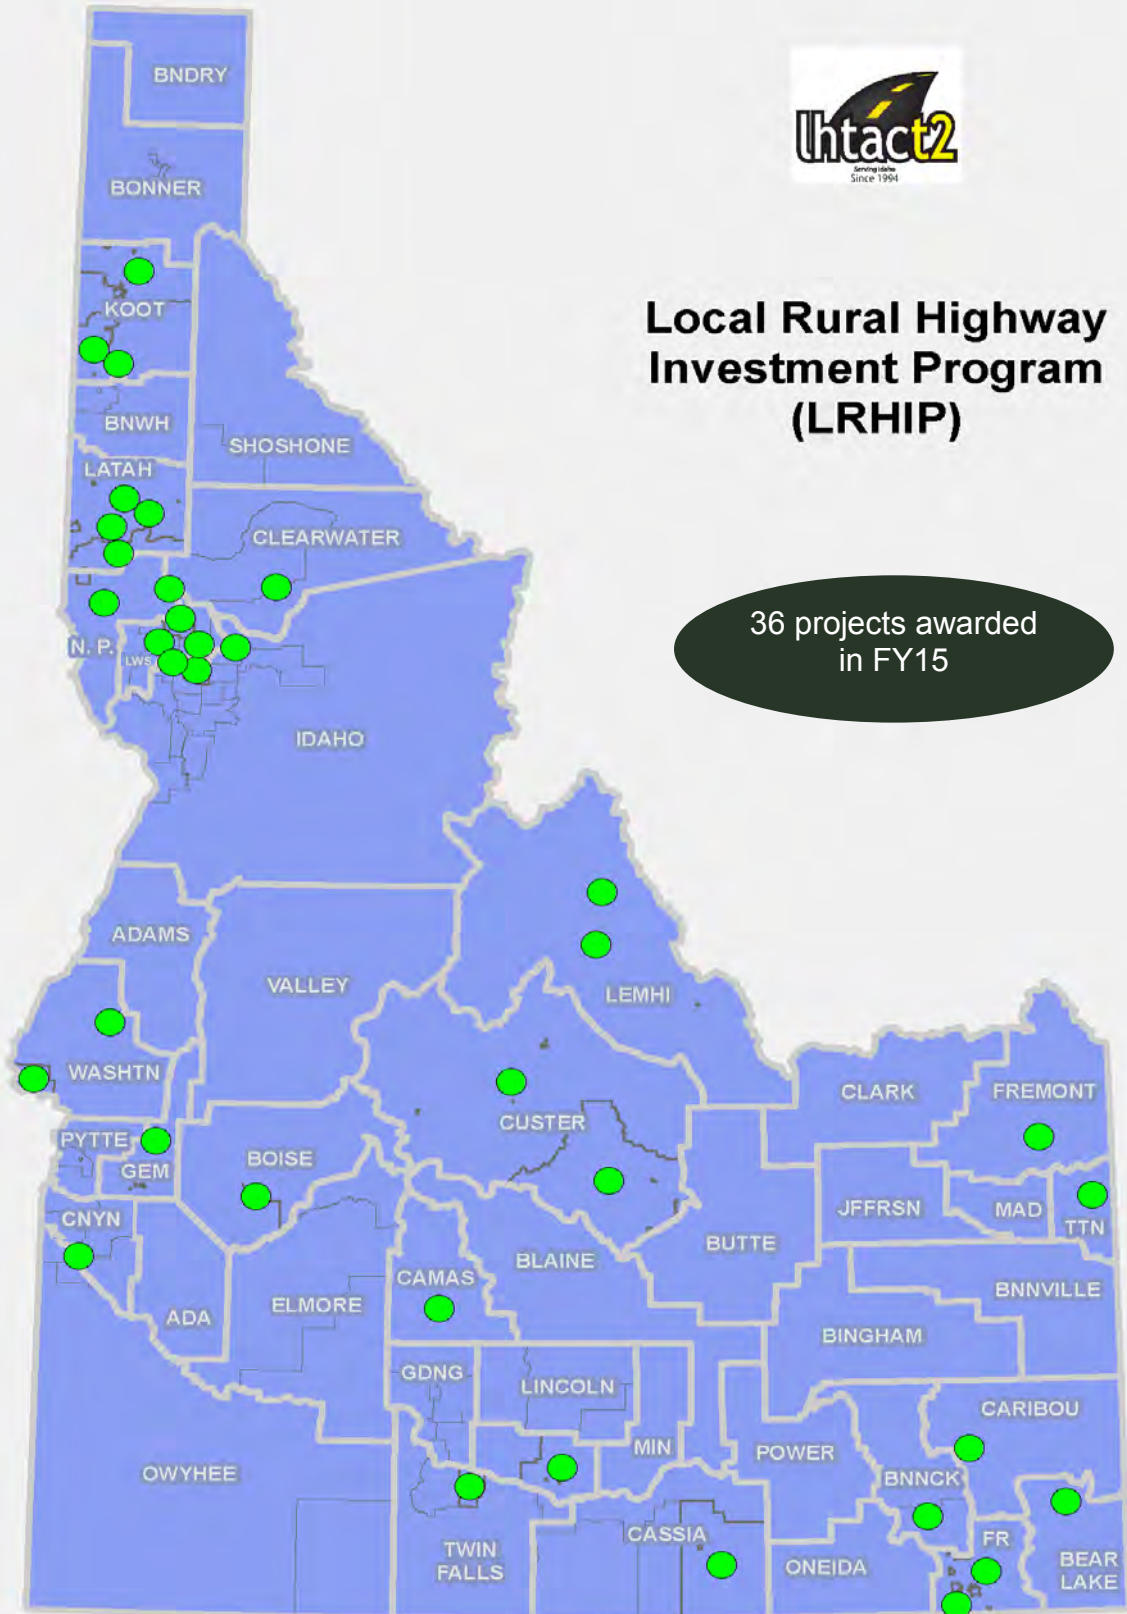 BNDRY
BONNER
lhtact2
Serving Idaho
Since 1994
KOOT
Local Rural Highway
Investment Program
(LRHIP)
BNWH
SHOSHONE
LATAH
CLEARWATER
36 projects awarded
in FY15
N. P.
LWS
IDAHO
ADAMS
VALLEY
LEMHI
WASHTN
CLARK
FREMONT
CUSTER
PYTTE
BOISE
GEM
JFFRSN
MAD
CNYN
TTN
BUTTE
BLAINE
CAMAS
BNNVILLE
ELMORE
ADA
BINGHAM
GDNG
LINCOLN
CARIBOU
MIN
POWER
OWYHEE
BNNCK
CASSIA
FR
TWIN
FALLS
ONEIDA
BEAR
LAKE